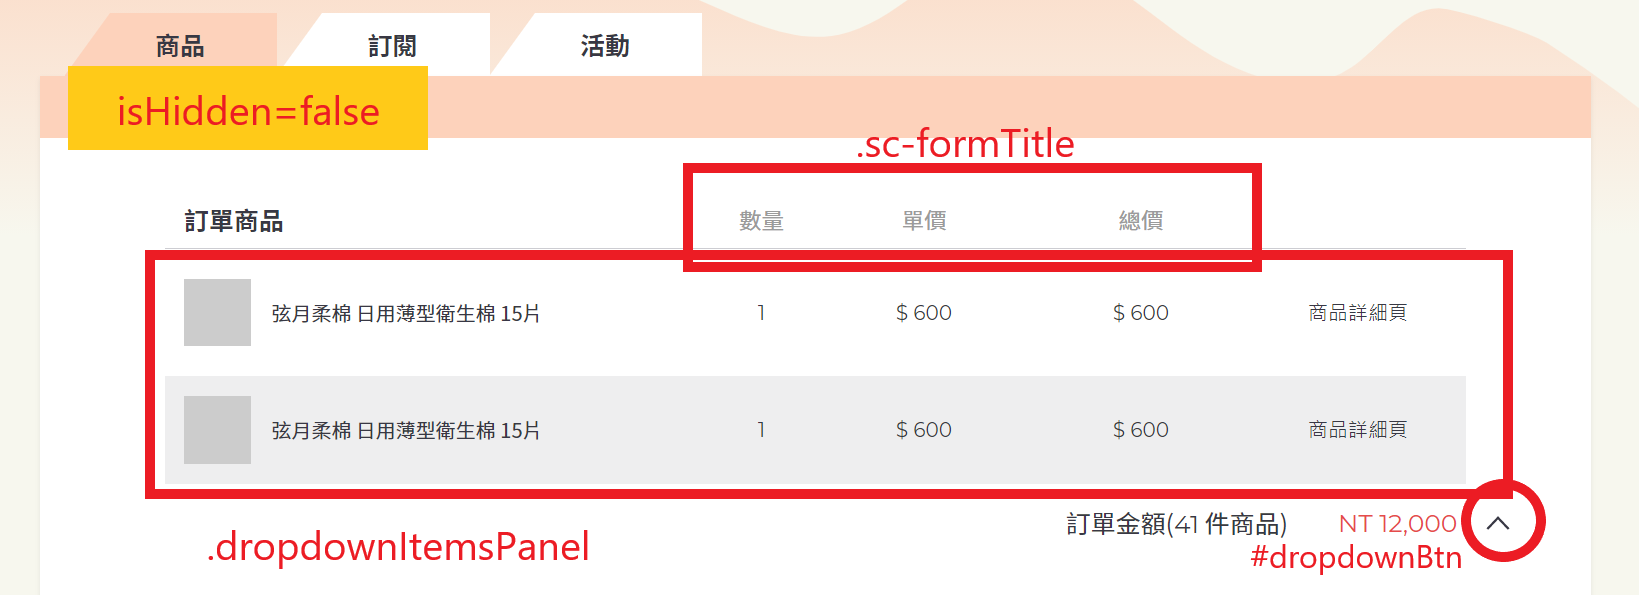 商品 訂閱 活動
isHidden=false
.sc-formTitle
訂單商品 數量 單價 總價
弦月柔棉 日用薄型衛生棉 15片 1 $ 600 $ 600 商品詳細頁
弦月柔棉 日用薄型衛生棉 15片 1 $ 600 $ 600 商品詳細頁
訂單金額(41 件商品) NT 12,000
.dropdownItemsPanel
#dropdownBtn